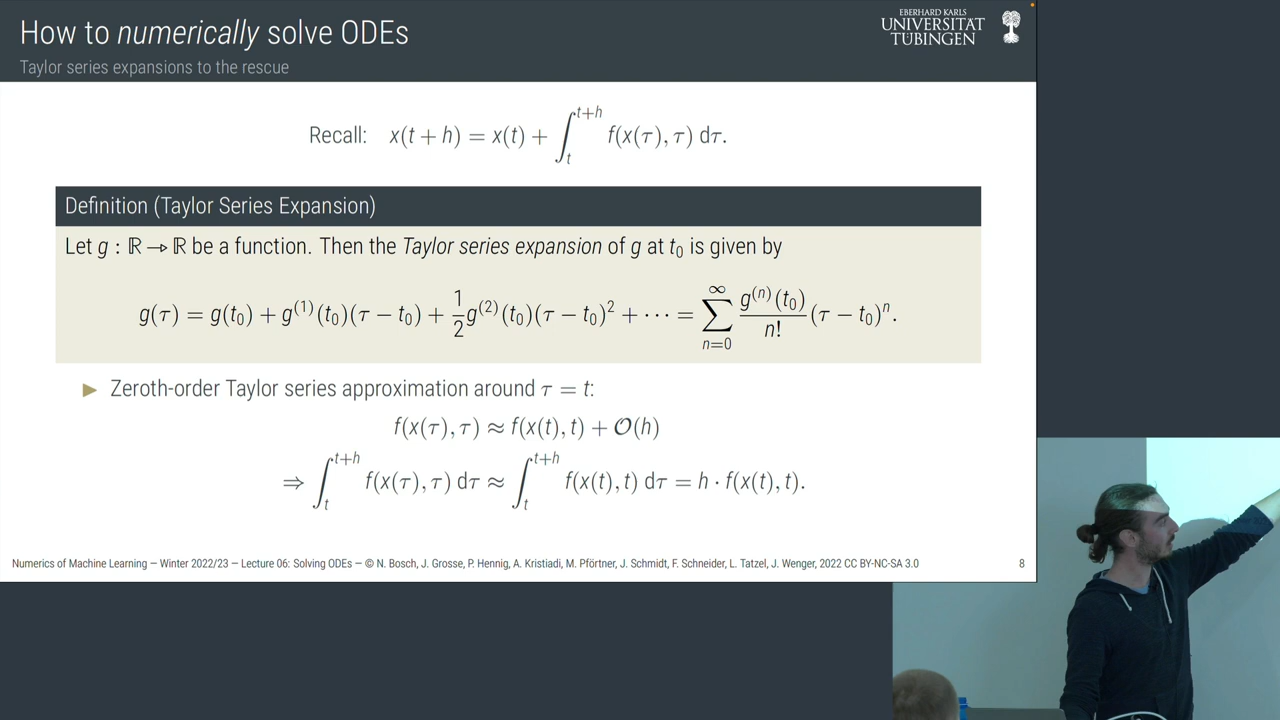 How to numerically solve ODEs
Taylor series expansions to the rescue
EBERHARD KARLS
UNIVERSITÄT
TÜBINGEN
Recall: x(t + h) = x(t) + ∫_t^{t+h} f(x(τ), τ) dτ.
Definition (Taylor Series Expansion)
Let g : ℝ → ℝ be a function. Then the Taylor series expansion of g at t₀ is given by
g(τ) = g(t₀) + g⁽¹⁾(t₀)(τ − t₀) + 1/2 g⁽²⁾(t₀)(τ − t₀)² + ··· = ∑_{n=0}^{∞} g⁽ⁿ⁾(t₀)/n! (τ − t₀)ⁿ.
▶ Zeroth-order Taylor series approximation around τ = t:
f(x(τ), τ) ≈ f(x(t), t) + 𝒪(h)
⇒ ∫_t^{t+h} f(x(τ), τ) dτ ≈ ∫_t^{t+h} f(x(t), t) dτ = h · f(x(t), t).
Numerics of Machine Learning — Winter 2022/23 — Lecture 06: Solving ODEs — © N. Bosch, J. Grosse, P. Hennig, A. Kristiadi, M. Pförtner, J. Schmidt, F. Schneider, L. Tatzel, J. Wenger, 2022 CC BY-NC-SA 3.0
8